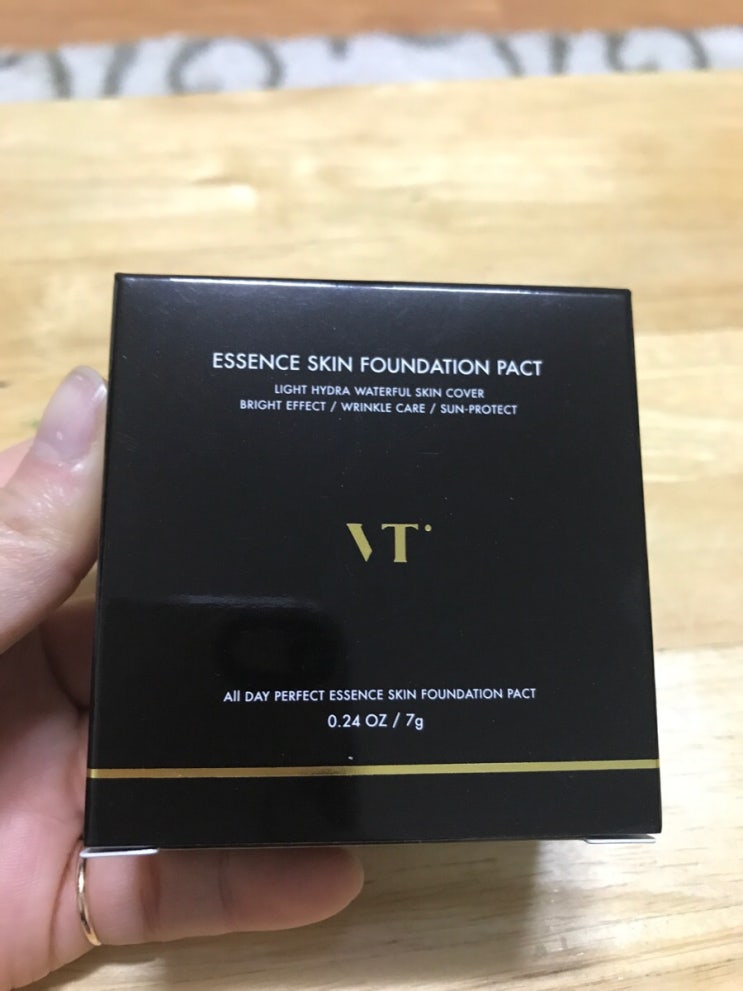 ESSENCE SKIN FOUNDATION PACT
LIGHT HYDRA WATERFUL SKIN COVER
BRIGHT EFFECT / WRINKLE CARE / SUN-PROTECT
VT
All DAY PERFECT ESSENCE SKIN FOUNDATION PACT
0.24 OZ / 7g